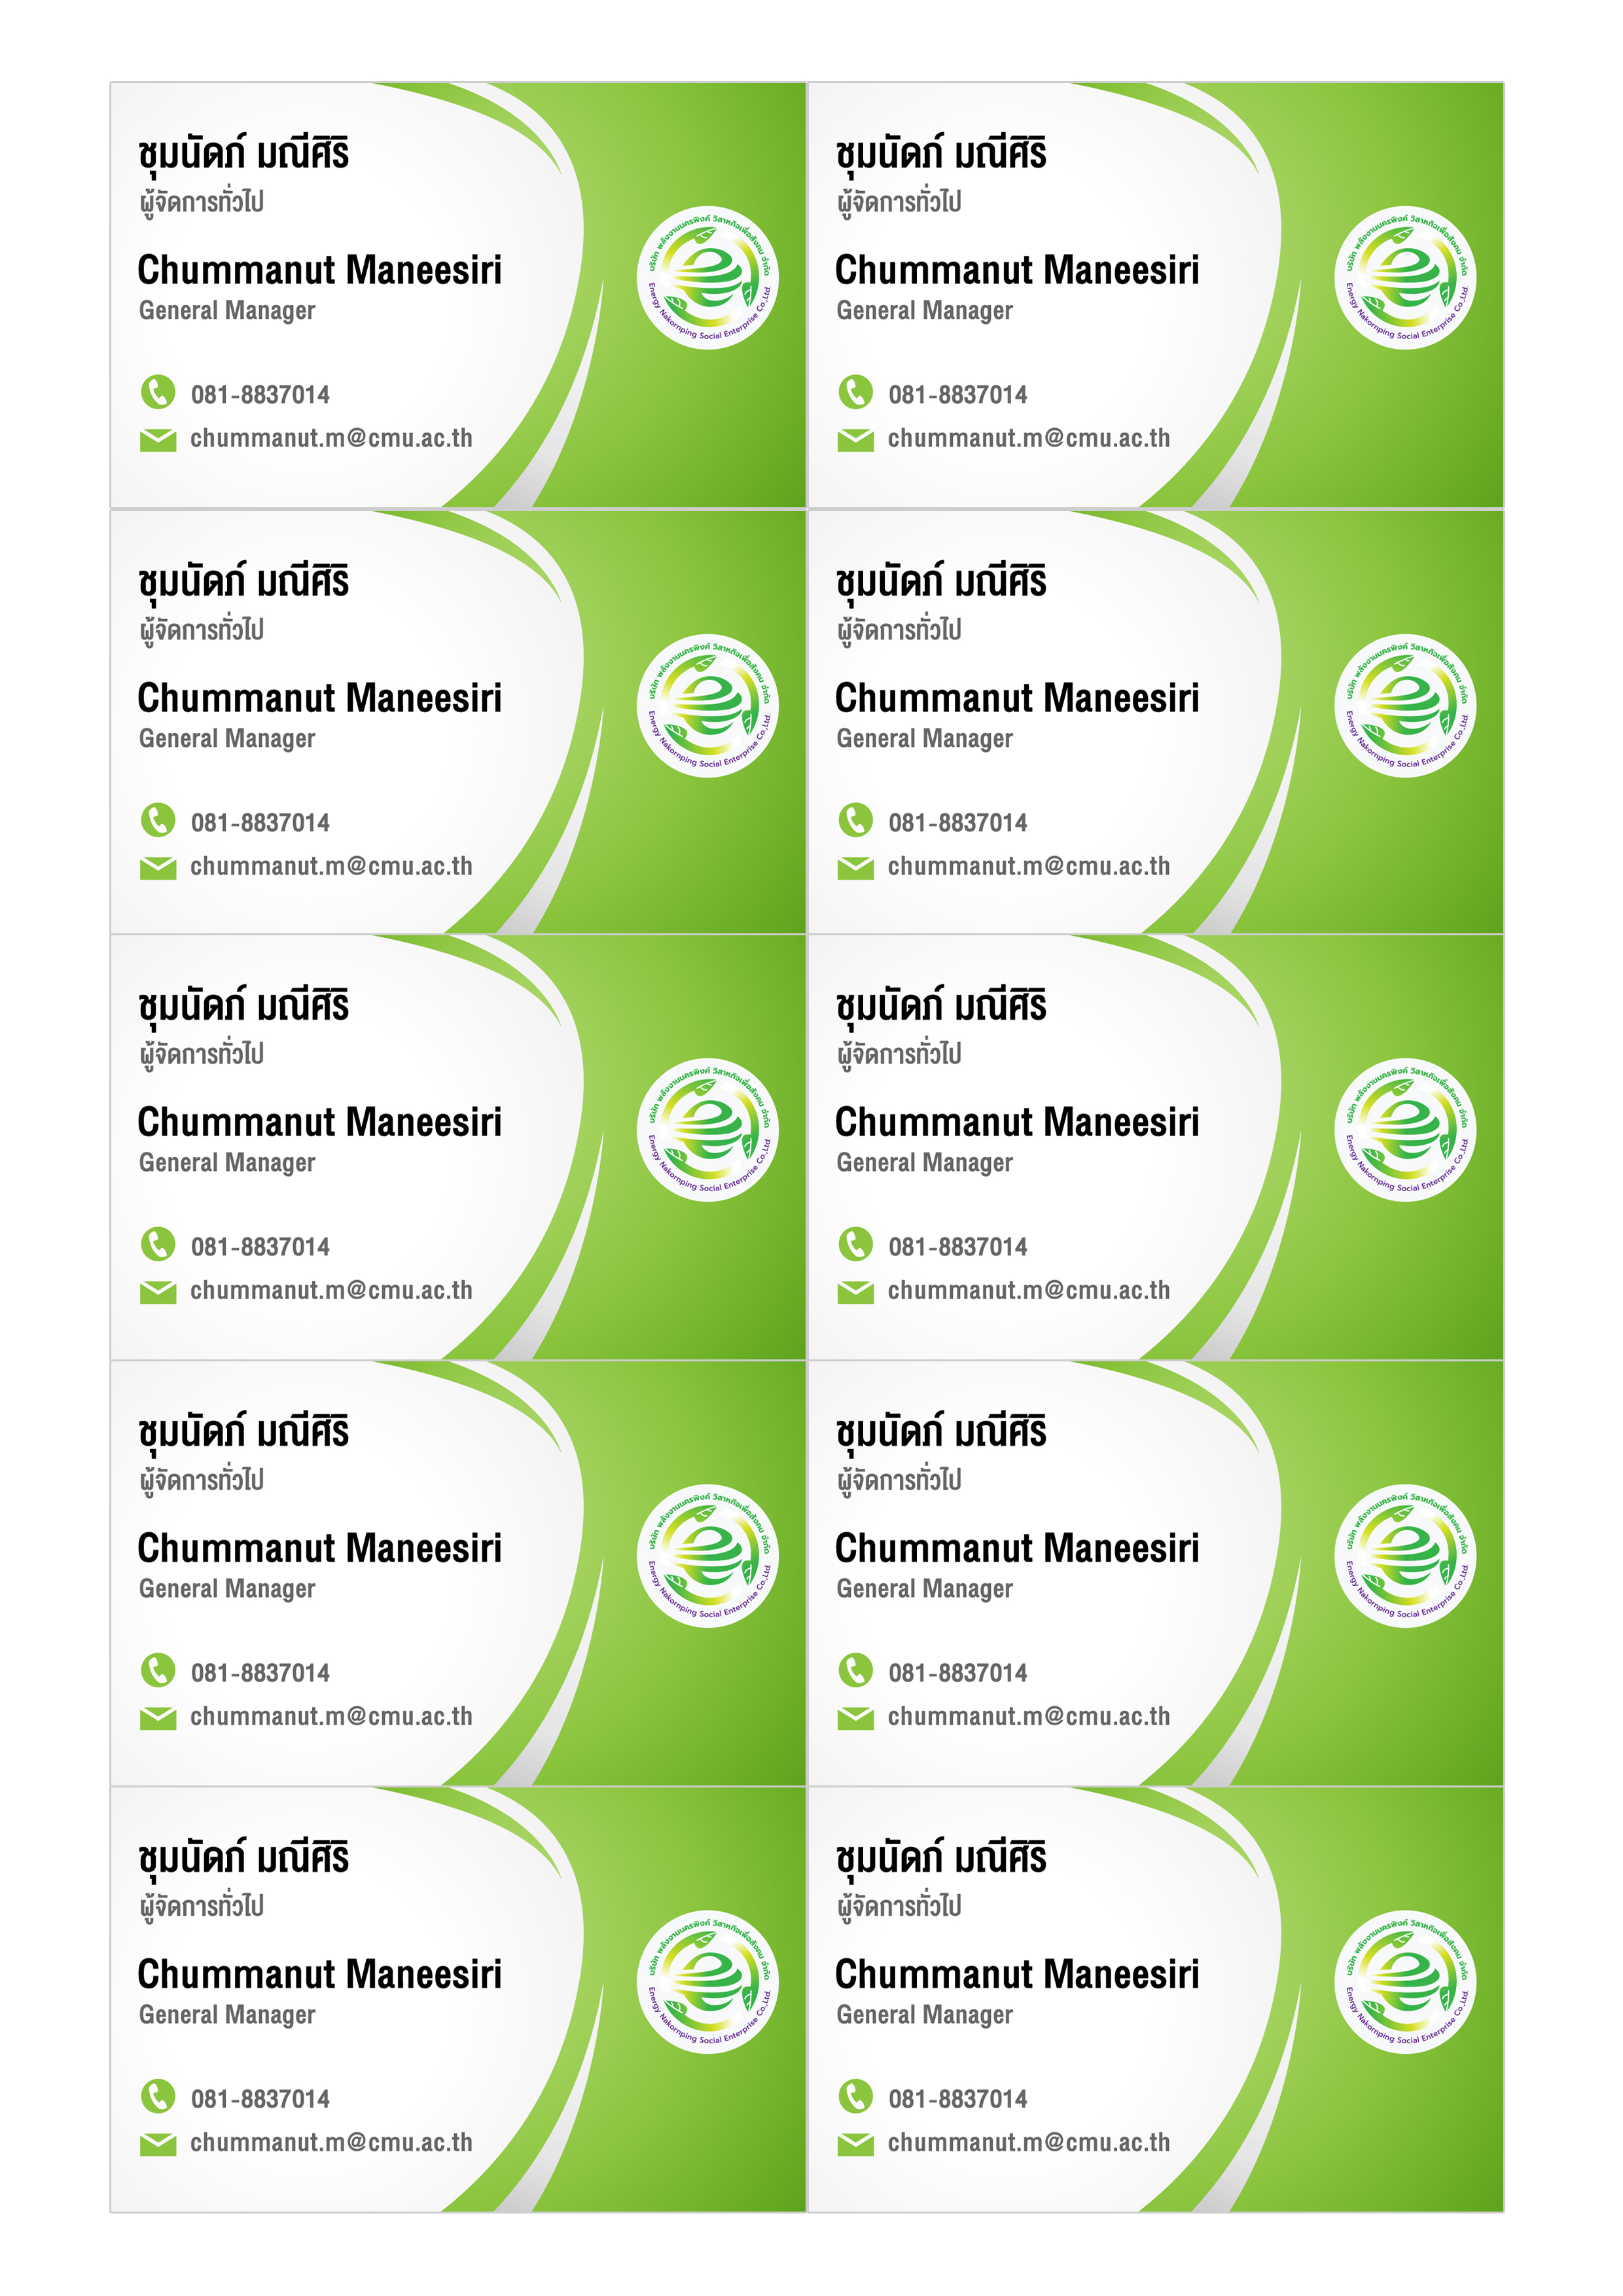 ชุมนัดภ์ มณีศิริ
ผู้จัดการทั่วไป
Chummanut Maneesiri
General Manager
081-8837014
chummanut.m@cmu.ac.th
บริษัท พลังงานนครพิงค์ วิสาหกิจเพื่อสังคม จำกัด
Energy Nakornping Social Enterprise Co.,Ltd.
ชุมนัดภ์ มณีศิริ
ผู้จัดการทั่วไป
Chummanut Maneesiri
General Manager
081-8837014
chummanut.m@cmu.ac.th
บริษัท พลังงานนครพิงค์ วิสาหกิจเพื่อสังคม จำกัด
Energy Nakornping Social Enterprise Co.,Ltd.
ชุมนัดภ์ มณีศิริ
ผู้จัดการทั่วไป
Chummanut Maneesiri
General Manager
081-8837014
chummanut.m@cmu.ac.th
บริษัท พลังงานนครพิงค์ วิสาหกิจเพื่อสังคม จำกัด
Energy Nakornping Social Enterprise Co.,Ltd.
ชุมนัดภ์ มณีศิริ
ผู้จัดการทั่วไป
Chummanut Maneesiri
General Manager
081-8837014
chummanut.m@cmu.ac.th
บริษัท พลังงานนครพิงค์ วิสาหกิจเพื่อสังคม จำกัด
Energy Nakornping Social Enterprise Co.,Ltd.
ชุมนัดภ์ มณีศิริ
ผู้จัดการทั่วไป
Chummanut Maneesiri
General Manager
081-8837014
chummanut.m@cmu.ac.th
บริษัท พลังงานนครพิงค์ วิสาหกิจเพื่อสังคม จำกัด
Energy Nakornping Social Enterprise Co.,Ltd.
ชุมนัดภ์ มณีศิริ
ผู้จัดการทั่วไป
Chummanut Maneesiri
General Manager
081-8837014
chummanut.m@cmu.ac.th
บริษัท พลังงานนครพิงค์ วิสาหกิจเพื่อสังคม จำกัด
Energy Nakornping Social Enterprise Co.,Ltd.
ชุมนัดภ์ มณีศิริ
ผู้จัดการทั่วไป
Chummanut Maneesiri
General Manager
081-8837014
chummanut.m@cmu.ac.th
บริษัท พลังงานนครพิงค์ วิสาหกิจเพื่อสังคม จำกัด
Energy Nakornping Social Enterprise Co.,Ltd.
ชุมนัดภ์ มณีศิริ
ผู้จัดการทั่วไป
Chummanut Maneesiri
General Manager
081-8837014
chummanut.m@cmu.ac.th
บริษัท พลังงานนครพิงค์ วิสาหกิจเพื่อสังคม จำกัด
Energy Nakornping Social Enterprise Co.,Ltd.
ชุมนัดภ์ มณีศิริ
ผู้จัดการทั่วไป
Chummanut Maneesiri
General Manager
081-8837014
chummanut.m@cmu.ac.th
บริษัท พลังงานนครพิงค์ วิสาหกิจเพื่อสังคม จำกัด
Energy Nakornping Social Enterprise Co.,Ltd.
ชุมนัดภ์ มณีศิริ
ผู้จัดการทั่วไป
Chummanut Maneesiri
General Manager
081-8837014
chummanut.m@cmu.ac.th
บริษัท พลังงานนครพิงค์ วิสาหกิจเพื่อสังคม จำกัด
Energy Nakornping Social Enterprise Co.,Ltd.